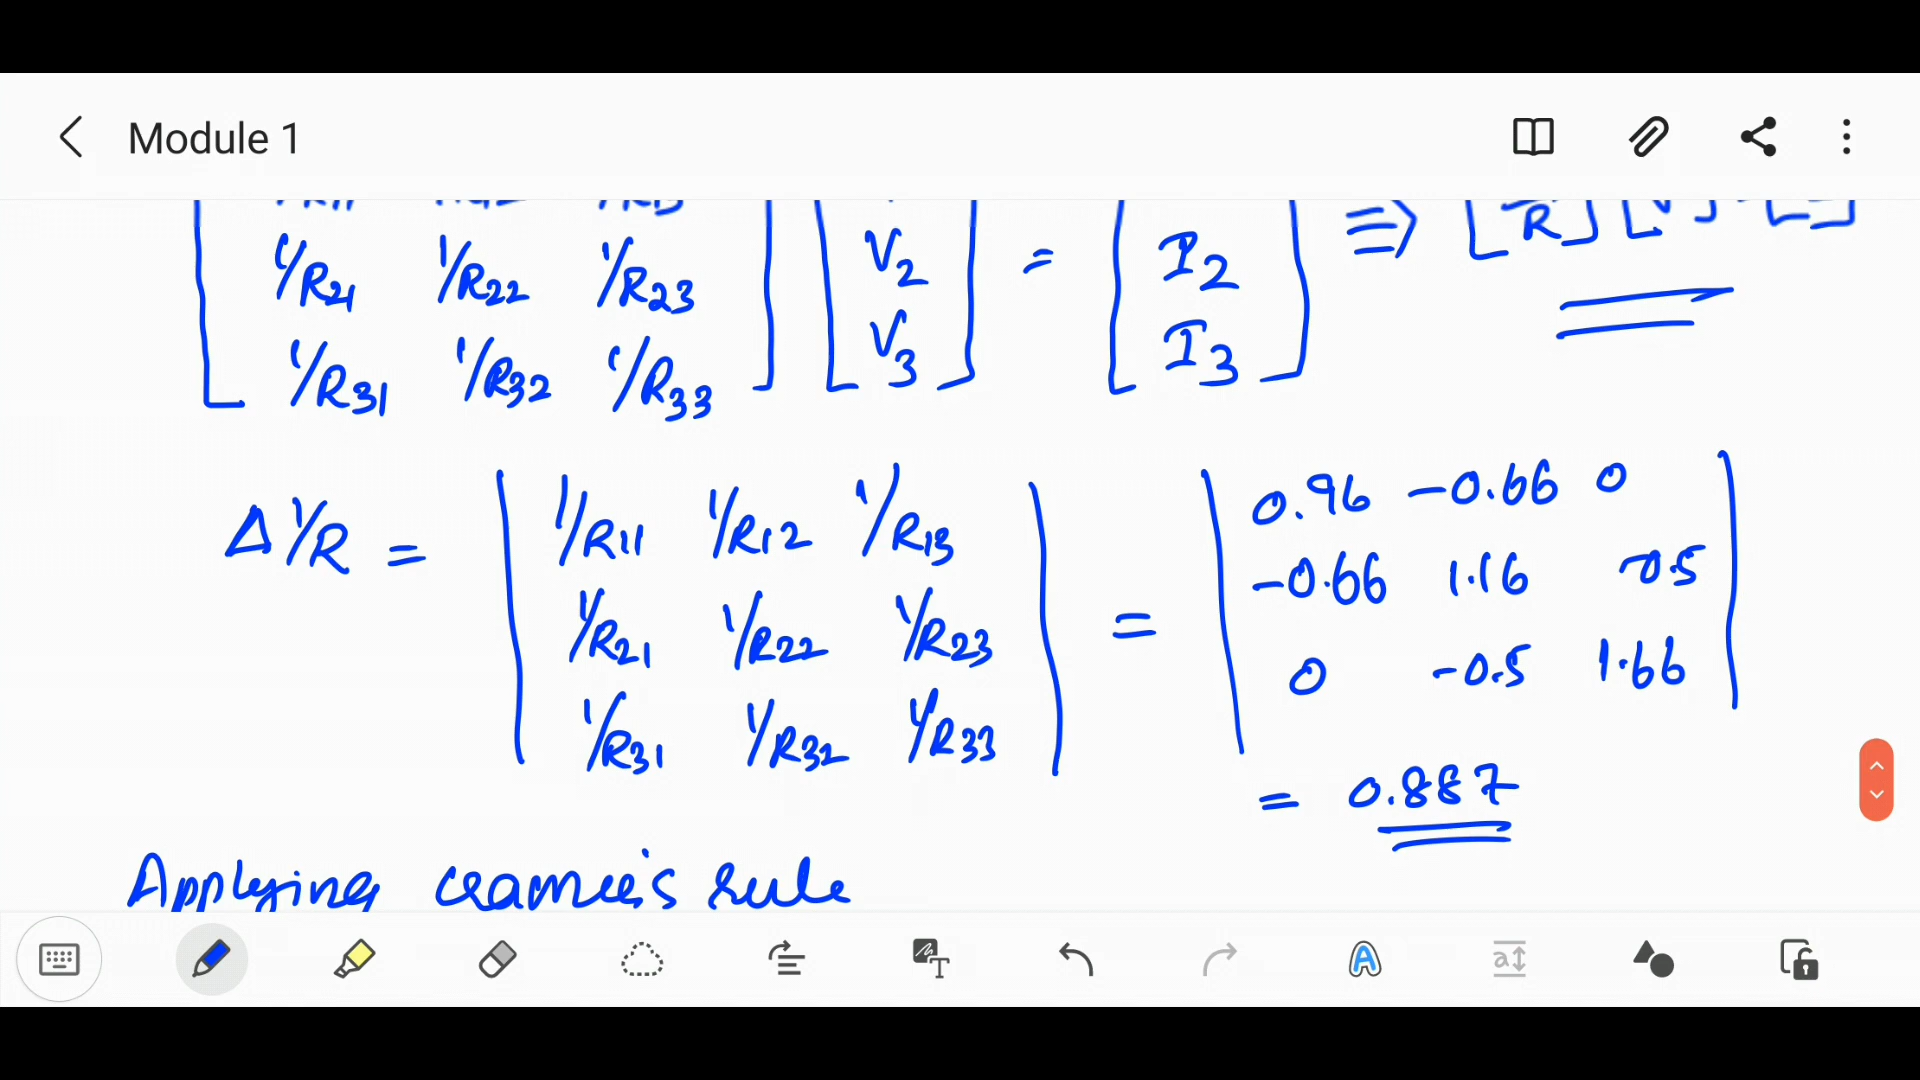 Module 1
1/R21 1/R22 1/R23 V2 = I2 ⇒ [1/R] [V]
1/R31 1/R32 1/R33 V3 I3
Δ1/R = 1/R11 1/R12 1/R13 = 0.96 -0.66 0
1/R21 1/R22 1/R23 -0.66 1.16 -0.5
1/R31 1/R32 1/R33 0 -0.5 1.66
= 0.887
Applying cramer's rule